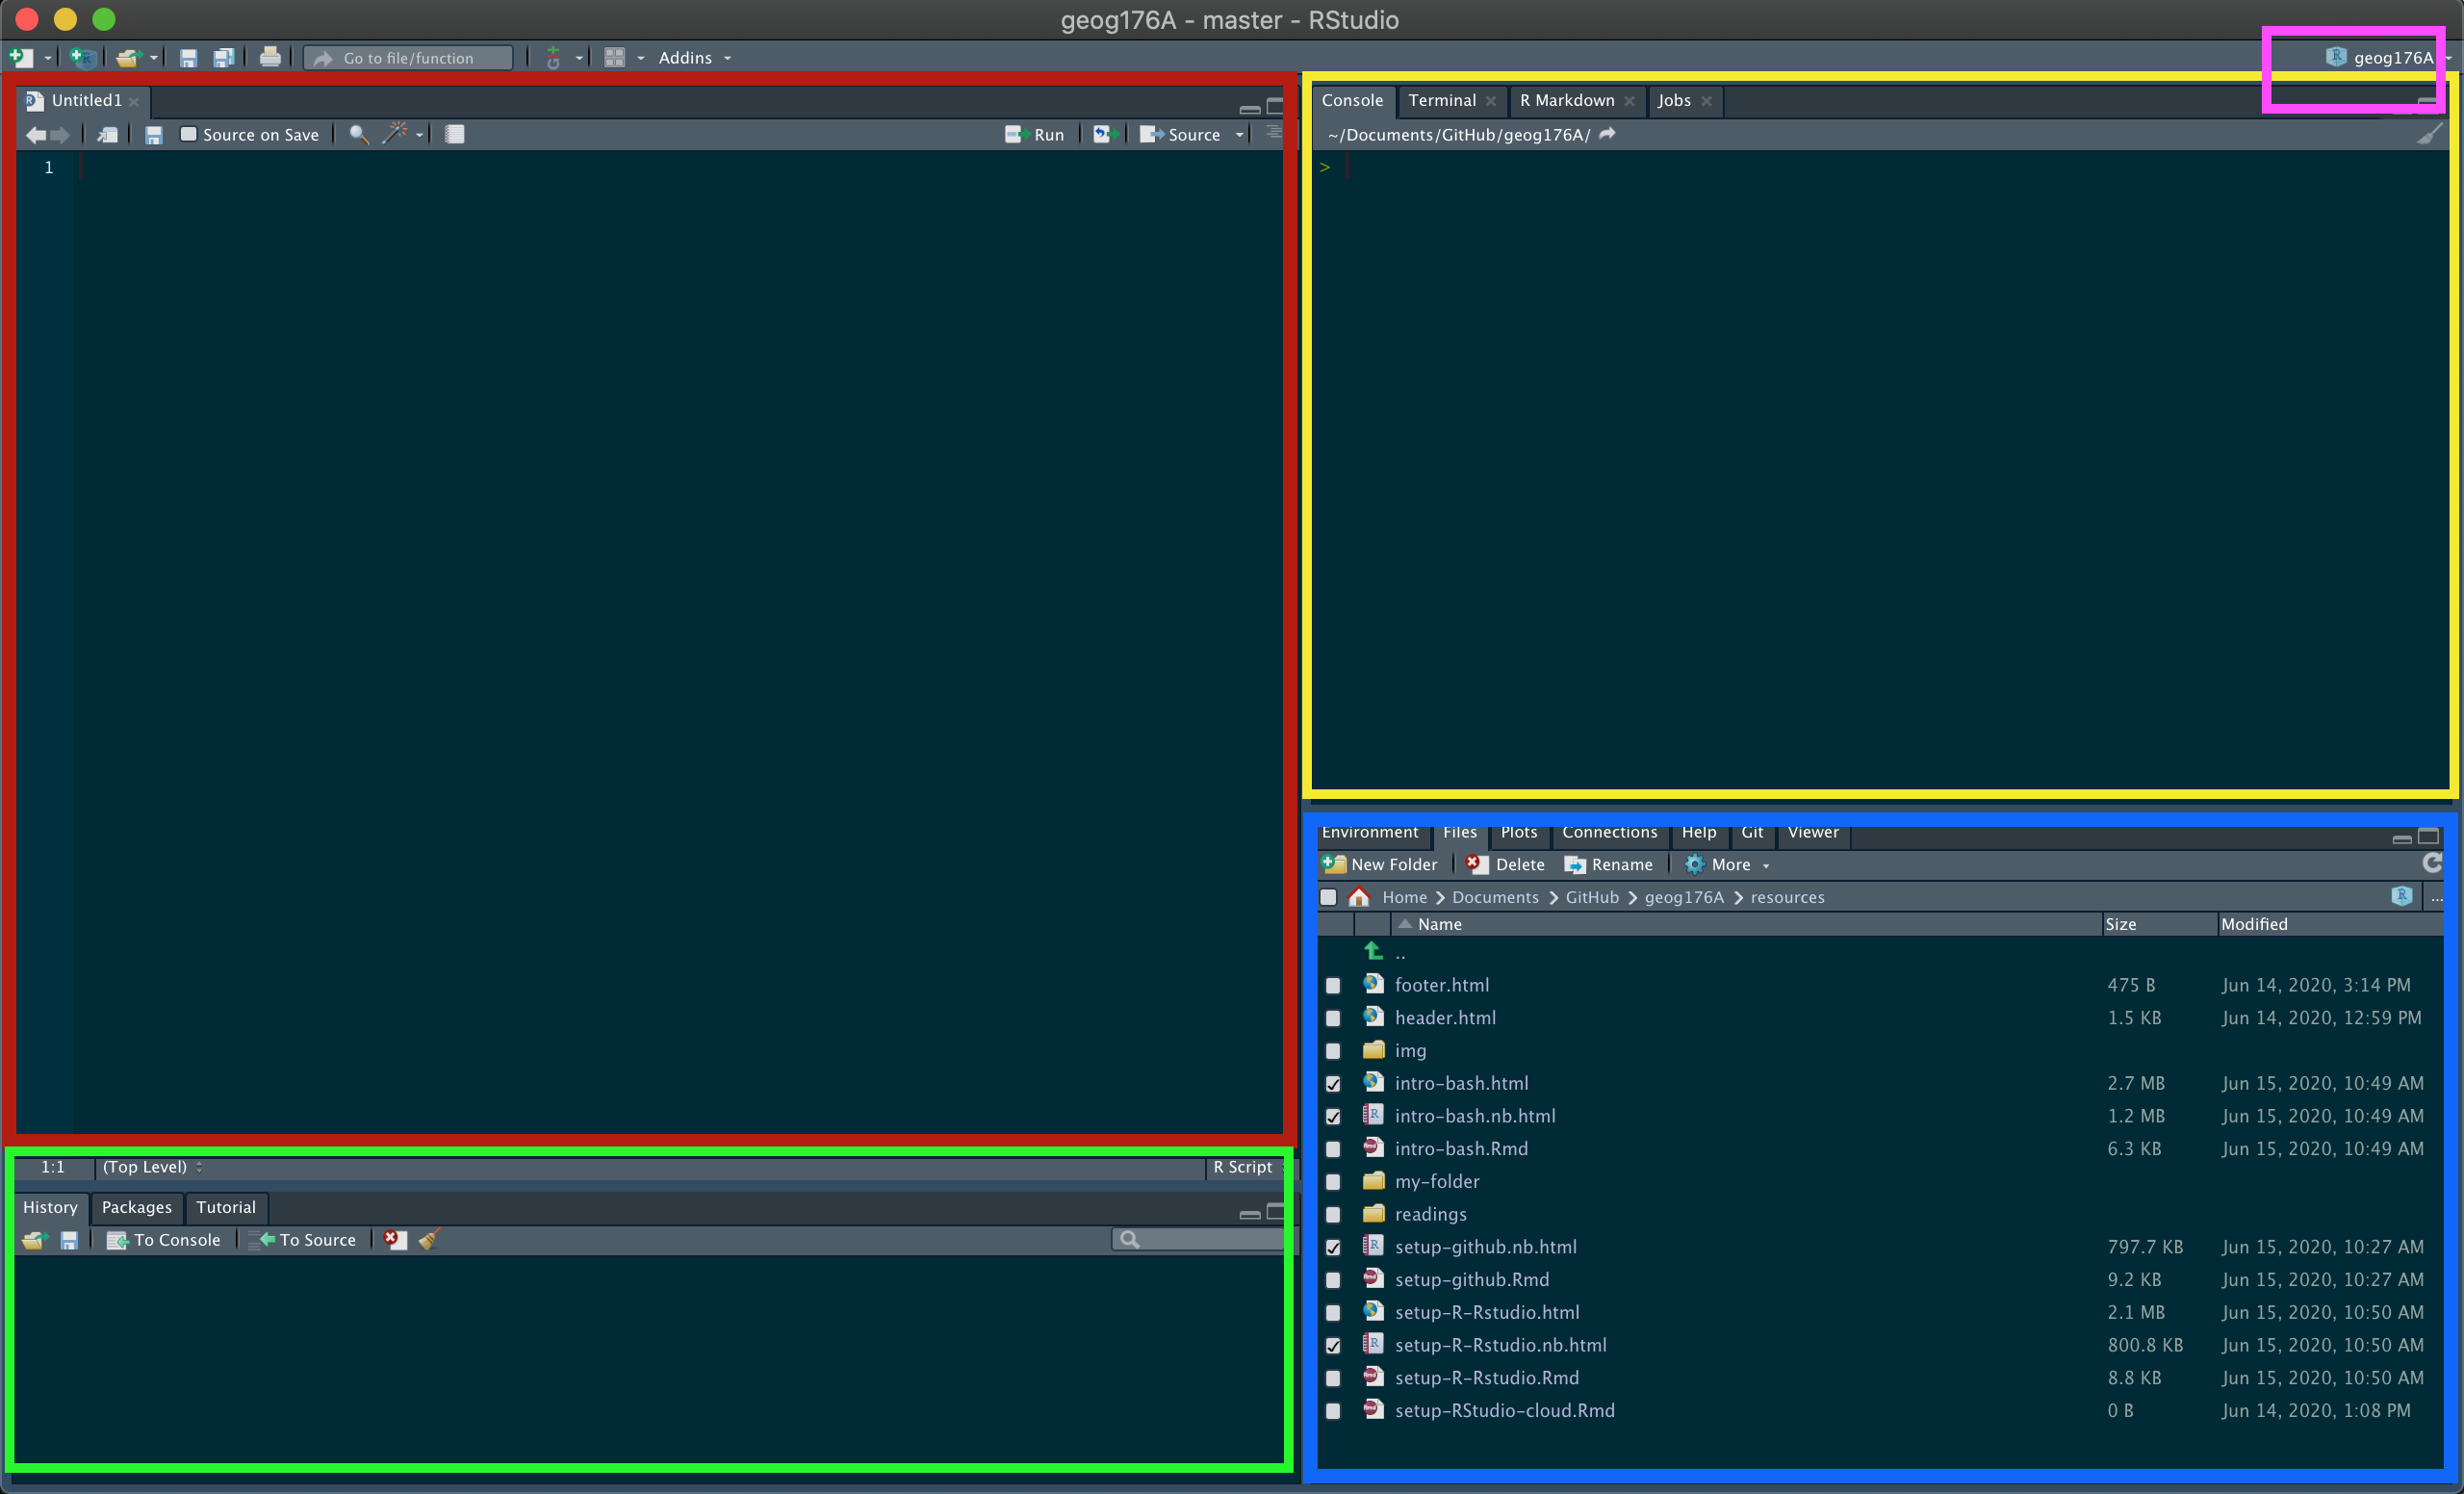 geog176A - master - RStudio
Go to file/function Addins geog176A
Untitled1
Source on Save Run Source
1
1:1 (Top Level) R Script
History Packages Tutorial
To Console To Source
Console Terminal R Markdown Jobs
~/Documents/GitHub/geog176A/
>
Environment Files Plots Connections Help Git Viewer
New Folder Delete Rename More
Home Documents GitHub geog176A resources ...
Name Size Modified
..
footer.html 475 B Jun 14, 2020, 3:14 PM
header.html 1.5 KB Jun 14, 2020, 12:59 PM
img
intro-bash.html 2.7 MB Jun 15, 2020, 10:49 AM
intro-bash.nb.html 1.2 MB Jun 15, 2020, 10:49 AM
intro-bash.Rmd 6.3 KB Jun 15, 2020, 10:49 AM
my-folder
readings
setup-github.nb.html 797.7 KB Jun 15, 2020, 10:27 AM
setup-github.Rmd 9.2 KB Jun 15, 2020, 10:27 AM
setup-R-Rstudio.html 2.1 MB Jun 15, 2020, 10:50 AM
setup-R-Rstudio.nb.html 800.8 KB Jun 15, 2020, 10:50 AM
setup-R-Rstudio.Rmd 8.8 KB Jun 15, 2020, 10:50 AM
setup-RStudio-cloud.Rmd 0 B Jun 14, 2020, 1:08 PM